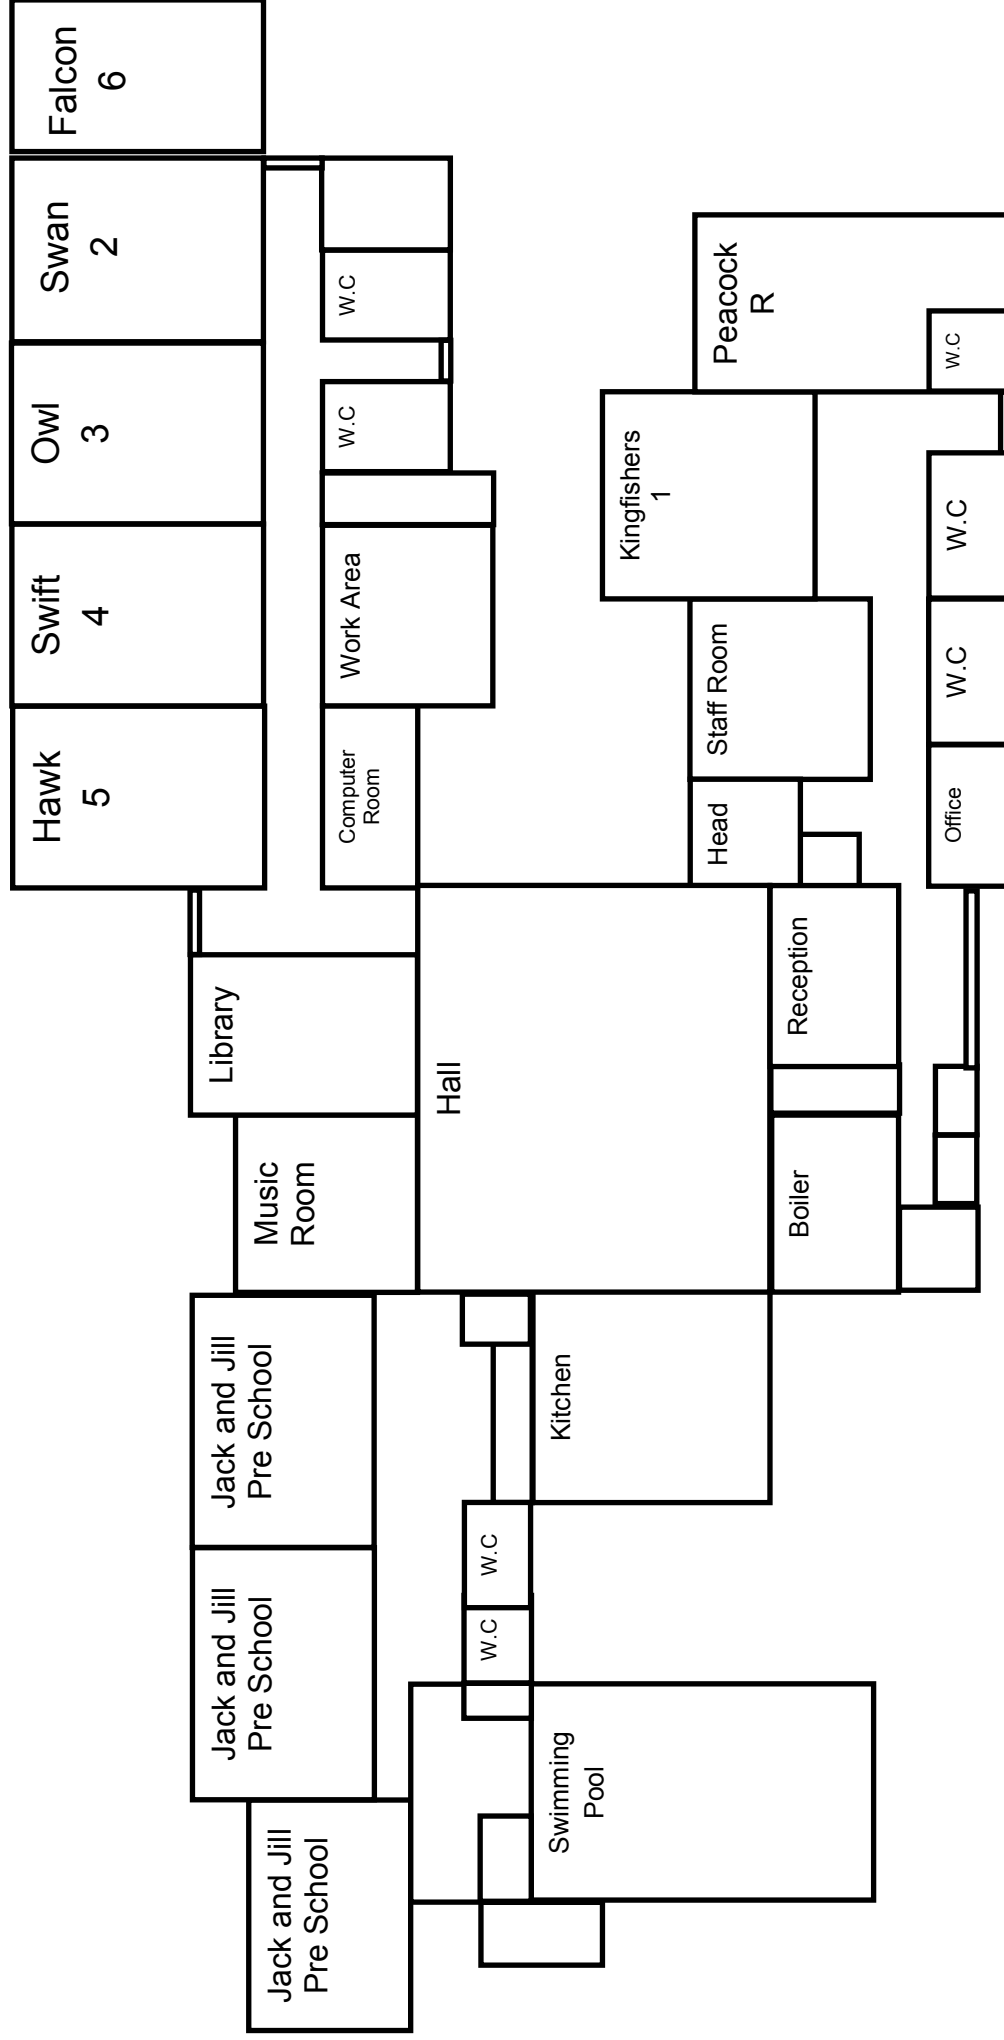 Hawk
5
Swift
4
Owl
3
Swan
2
Falcon
6
Jack and Jill
Pre School
Jack and Jill
Pre School
Jack and Jill
Pre School
Music
Room
Library
Computer
Room
Work Area
W.C
W.C
Hall
W.C
W.C
Swimming
Pool
Kitchen
Kingfishers
1
Head
Staff Room
Peacock
R
Boiler
Reception
Office
W.C
W.C
W.C